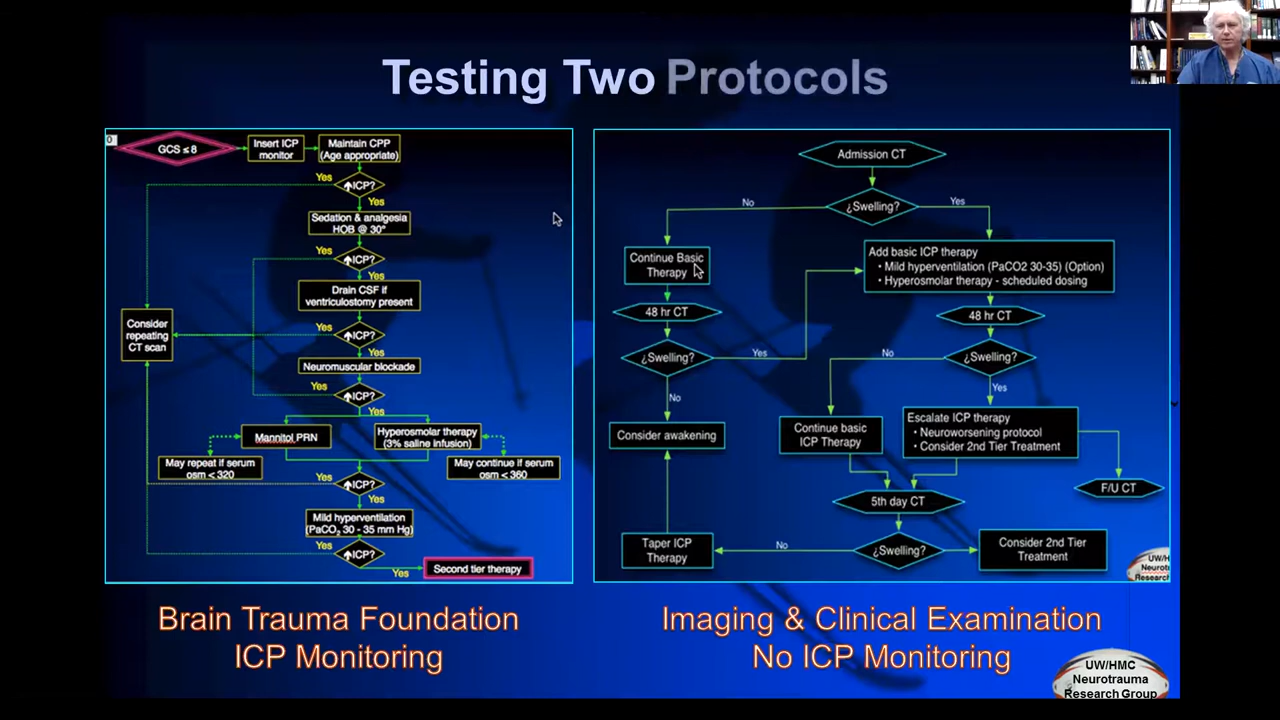 Testing Two Protocols
0
GCS ≤ 8
Insert ICP
monitor
Maintain CPP
(Age appropriate)
Yes
↑ICP?
Yes
Sedation & analgesia
HOB @ 30°
Yes
↑ICP?
Yes
Drain CSF if
ventriculostomy present
Consider
repeating
CT scan
Yes
↑ICP?
Yes
Neuromuscular blockade
Yes
↑ICP?
Yes
Mannitol PRN
Hyperosmolar therapy
(3% saline infusion)
May repeat if serum
osm < 320
May continue if serum
osm < 360
↑ICP?
Yes
Yes
Mild hyperventilation
(PaCO2 30 - 35 mm Hg)
Yes
↑ICP?
Yes
Second tier therapy
Admission CT
No
¿Swelling?
Yes
Continue Basic
Therapy
Add basic ICP therapy
• Mild hyperventilation (PaCO2 30-35) (Option)
• Hyperosmolar therapy - scheduled dosing
48 hr CT
48 hr CT
¿Swelling?
Yes
No
¿Swelling?
No
Yes
Consider awakening
Continue basic
ICP Therapy
Escalate ICP therapy
• Neuroworsening protocol
• Consider 2nd Tier Treatment
F/U CT
5th day CT
Taper ICP
Therapy
No
¿Swelling?
Consider 2nd Tier
Treatment
UW/H
Neurotr
Research
Brain Trauma Foundation
ICP Monitoring
Imaging & Clinical Examination
No ICP Monitoring
UW/HMC
Neurotrauma
Research Group